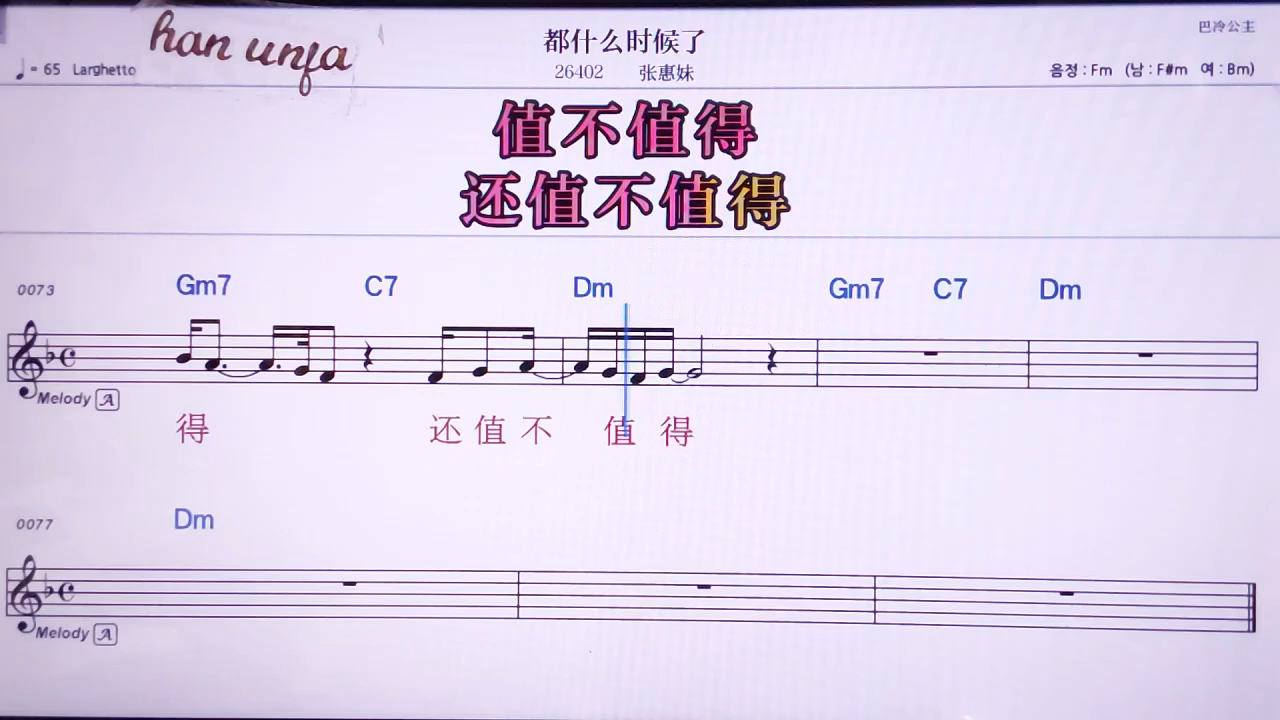 han unfa
都什么时候了
巴冷公主
♩= 65 Larghetto
26402 张惠妹
음정 : Fm (남 : F#m 여 : Bm)
值不值得
还值不值得
0073 Gm7 C7 Dm Gm7 C7 Dm
Melody A
得 还 值 不 值 得
0077 Dm
Melody A